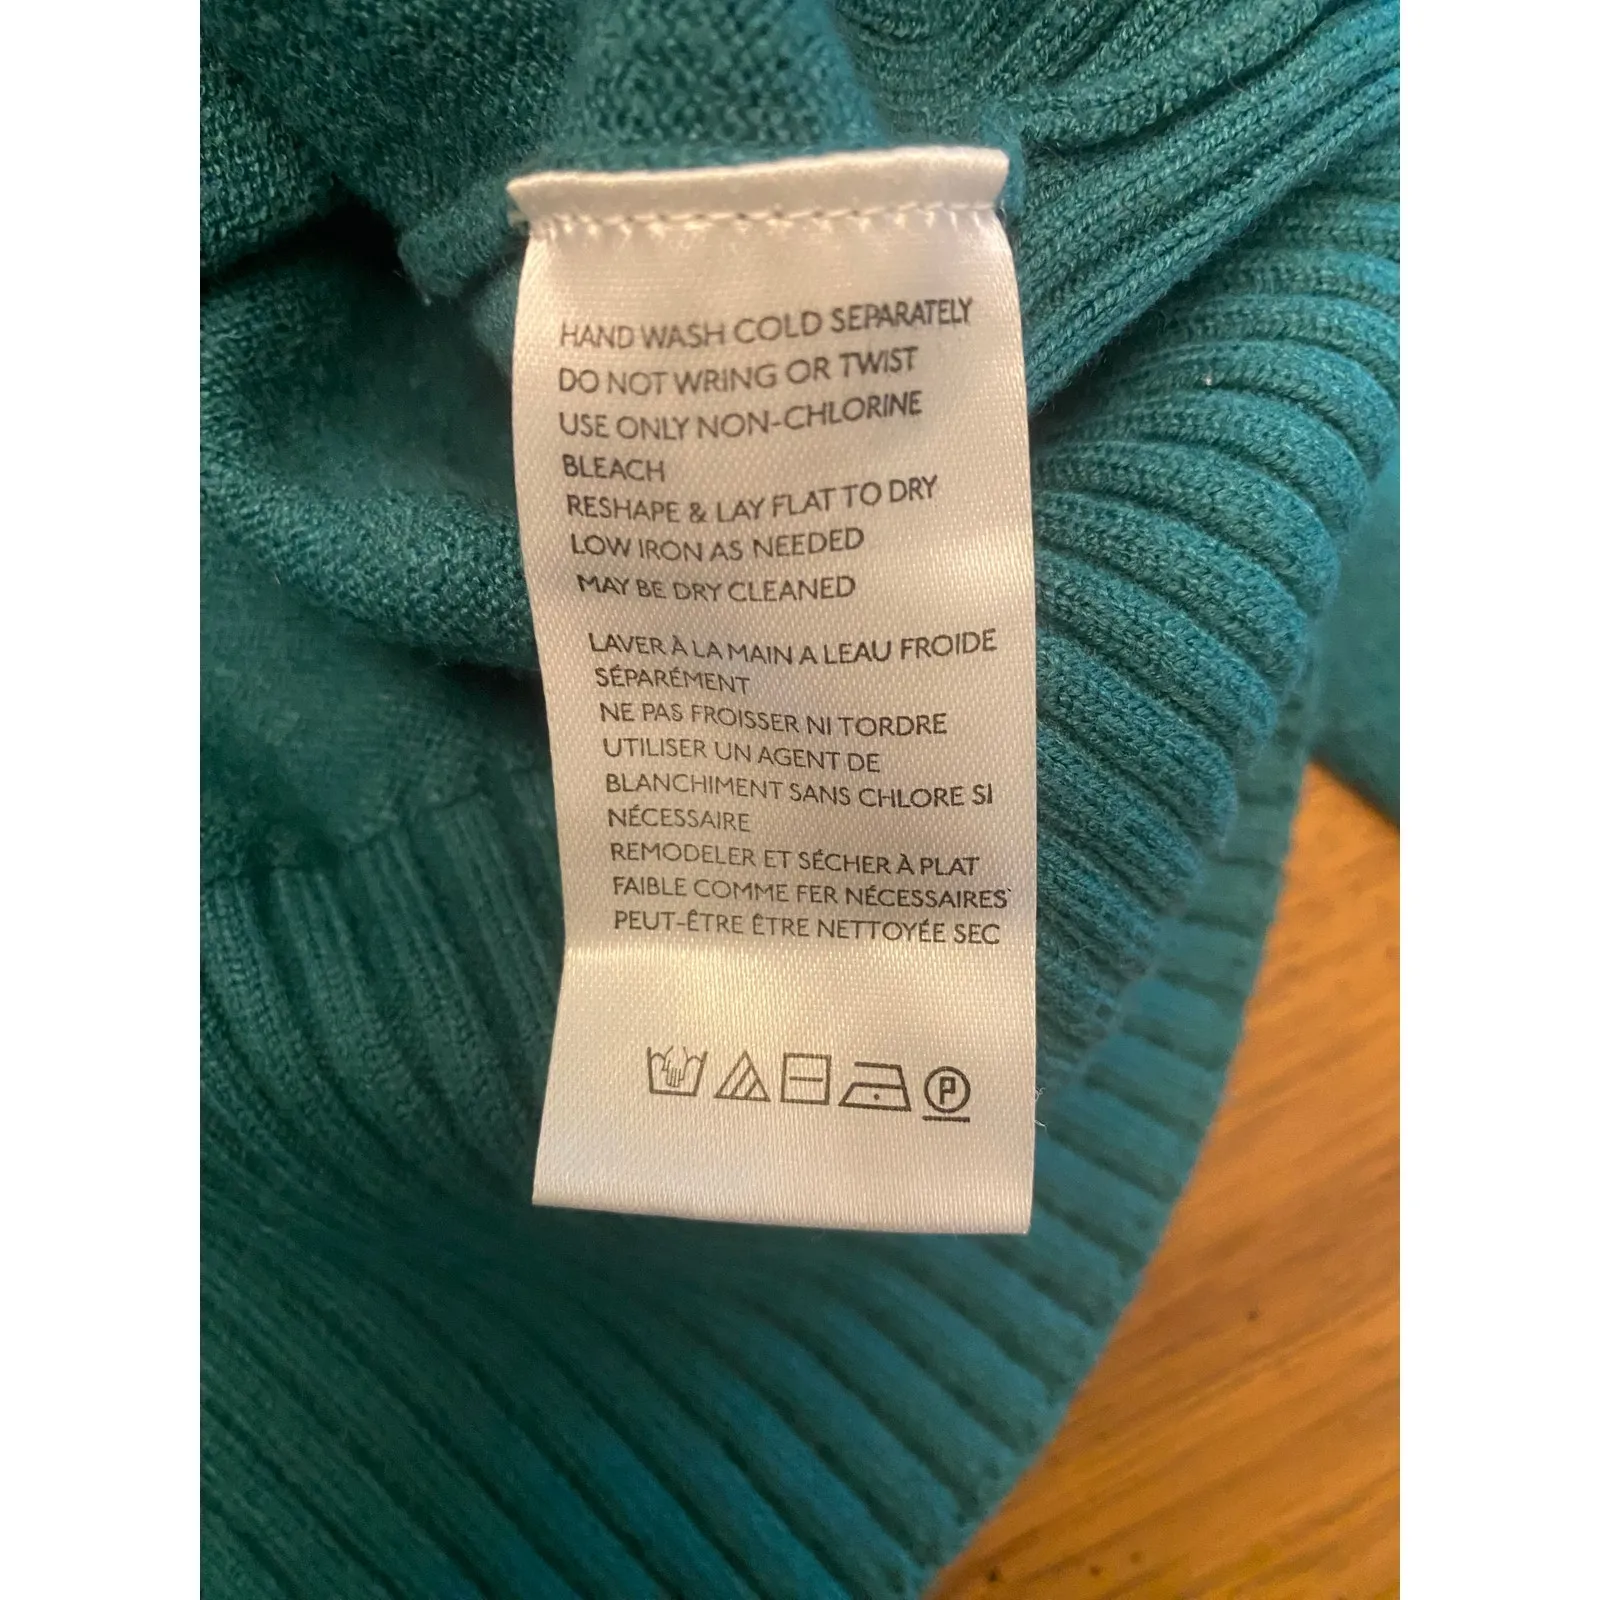 HAND WASH COLD SEPARATELY
DO NOT WRING OR TWIST
USE ONLY NON-CHLORINE
BLEACH
RESHAPE & LAY FLAT TO DRY
LOW IRON AS NEEDED
MAY BE DRY CLEANED
LAVER À LA MAIN A LEAU FROIDE
SÉPARÉMENT
NE PAS FROISSER NI TORDRE
UTILISER UN AGENT DE
BLANCHIMENT SANS CHLORE SI
NÉCESSAIRE
REMODELER ET SÉCHER À PLAT
FAIBLE COMME FER NÉCESSAIRES
PEUT-ÊTRE ÊTRE NETTOYÉE SEC
P